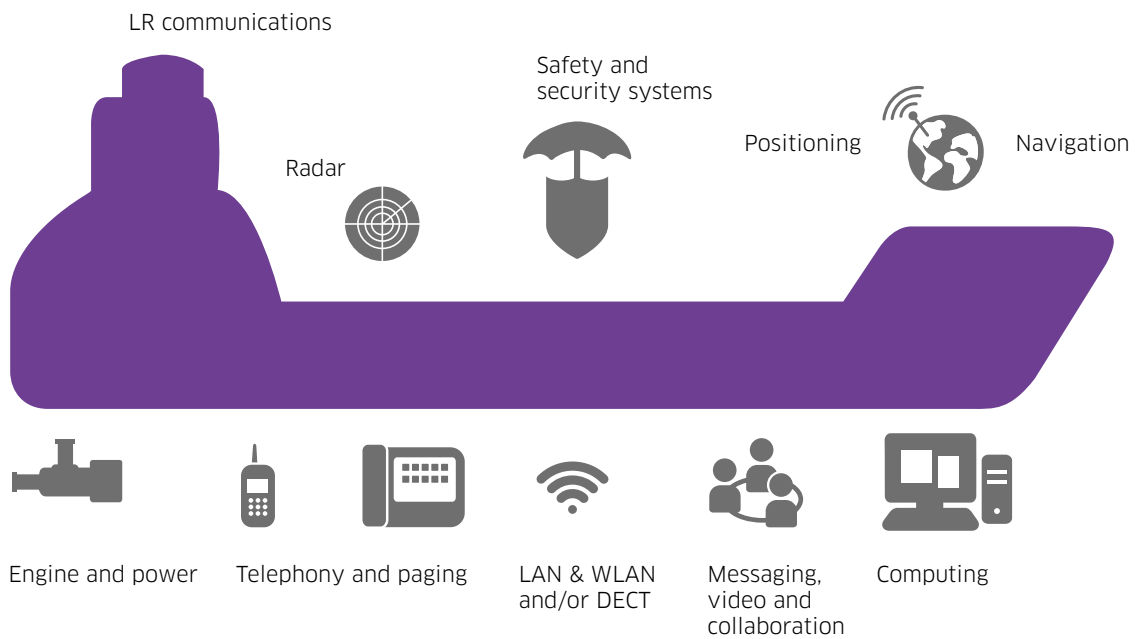 LR communications
Safety and
security systems
Positioning
Navigation
Radar
Engine and power
Telephony and paging
LAN & WLAN
and/or DECT
Messaging,
video and
collaboration
Computing